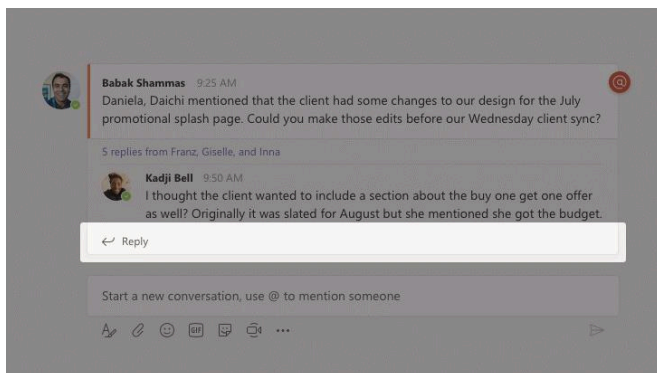 Babak Shammas 9:25 AM
Daniela, Daichi mentioned that the client had some changes to our design for the July
promotional splash page. Could you make those edits before our Wednesday client sync?
5 replies from Franz, Giselle, and Inna
Kadji Bell 9:50 AM
I thought the client wanted to include a section about the buy one get one offer
as well? Originally it was slated for August but she mentioned she got the budget.
Reply
Start a new conversation, use @ to mention someone
GIF